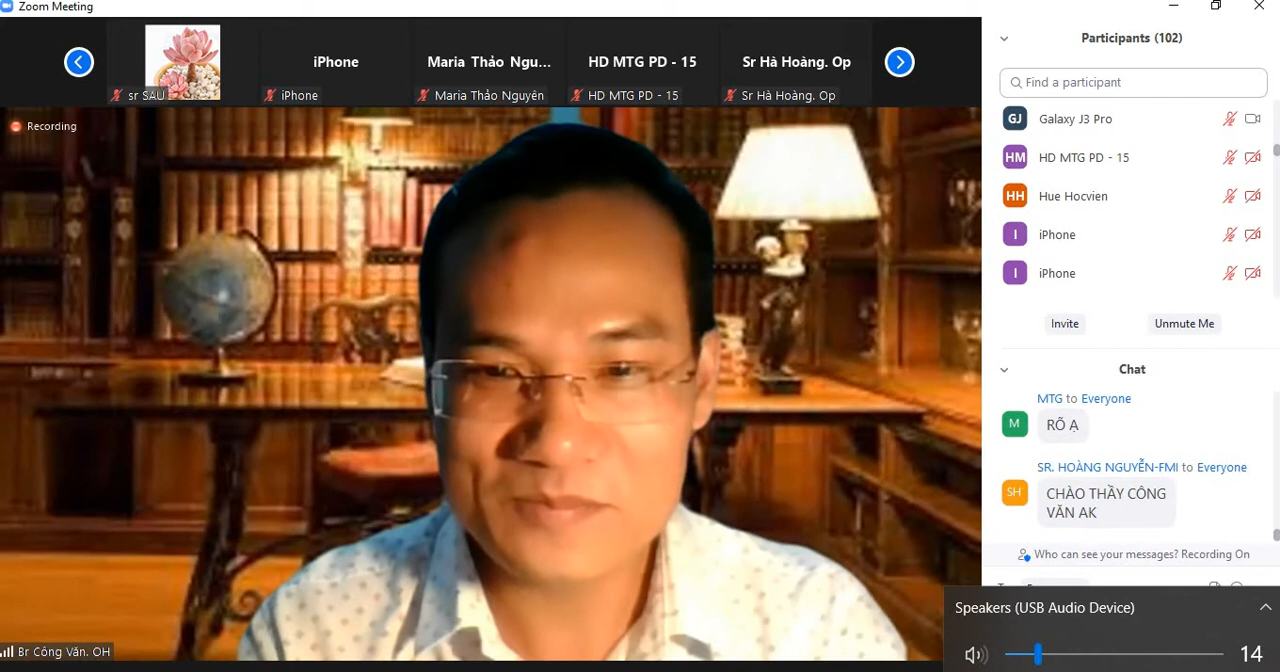 Zoom Meeting
iPhone
Maria Thảo Ngu...
HD MTG PD - 15
Sr Hà Hoàng. Op
sr SAU
iPhone
Maria Thảo Nguyên
HD MTG PD - 15
Sr Hà Hoàng. Op
Recording
Br Công Văn. OH
Participants (102)
Find a participant
GJ Galaxy J3 Pro
HM HD MTG PD - 15
HH Hue Hocvien
I iPhone
I iPhone
Invite Unmute Me
Chat
MTG to Everyone
M RÕ Ạ
SR. HOÀNG NGUYỄN-FMI to Everyone
SH CHÀO THẦY CÔNG
VĂN AK
Who can see your messages? Recording On
Speakers (USB Audio Device)
14